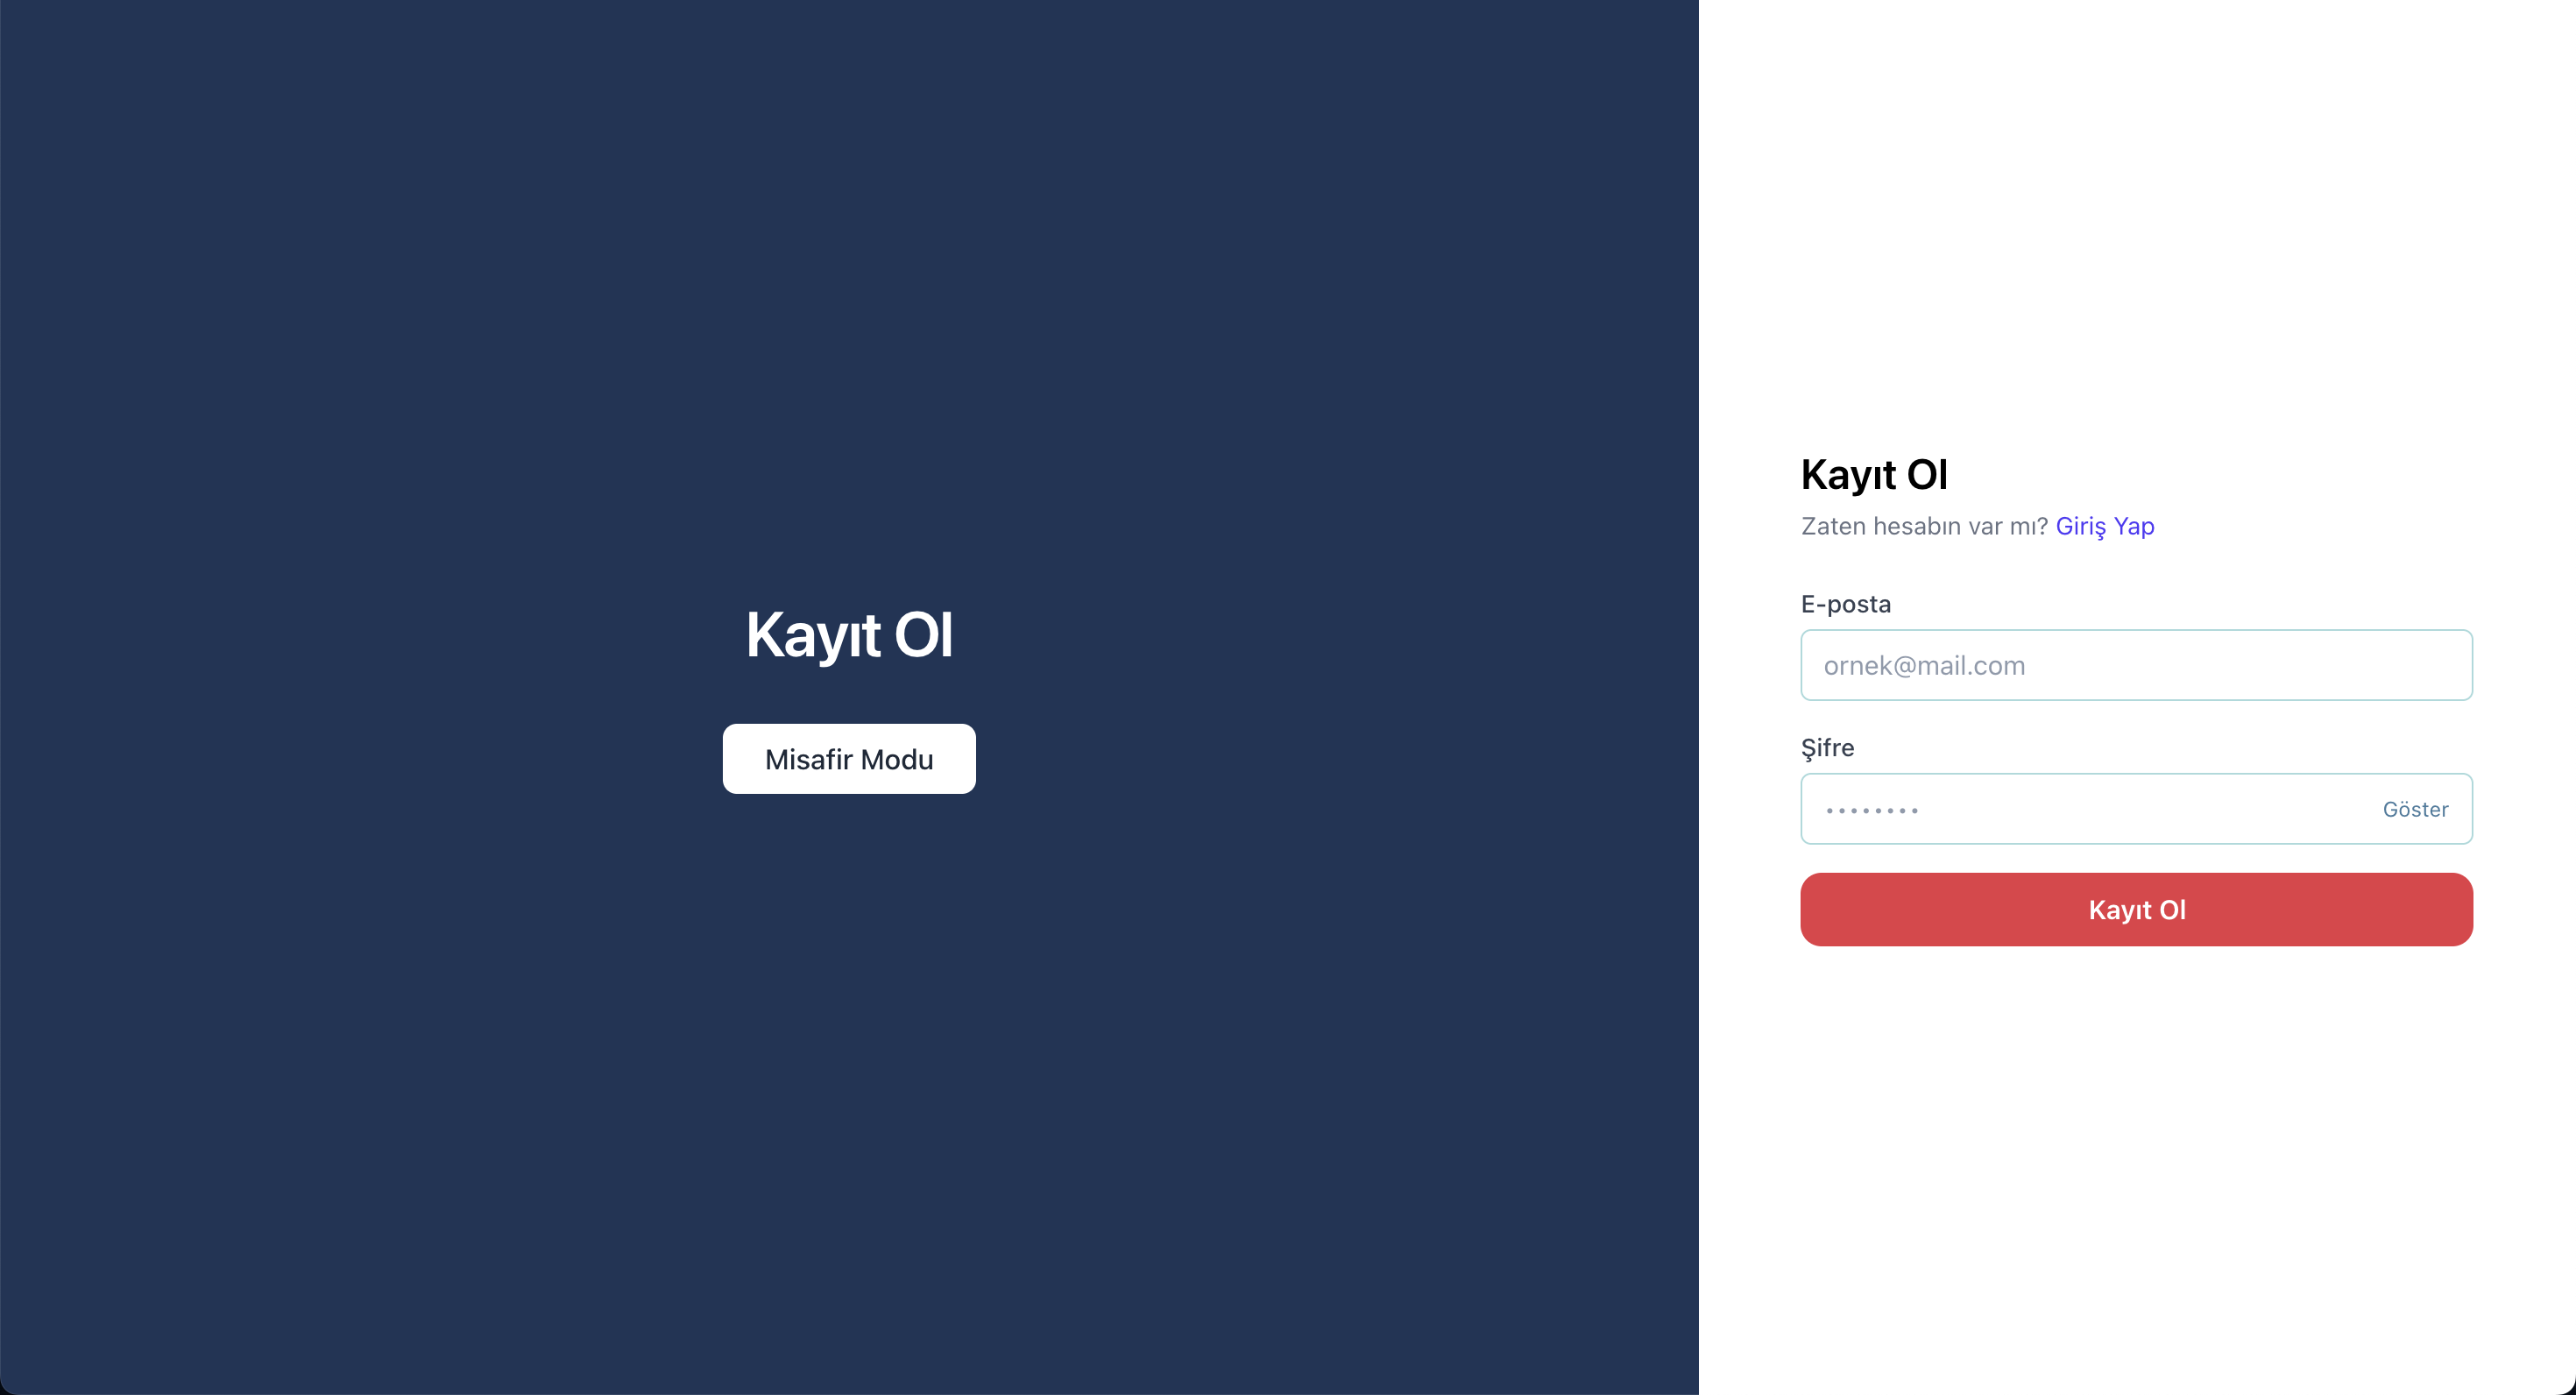 Kayıt Ol
Misafir Modu
Kayıt Ol
Zaten hesabın var mı? Giriş Yap
E-posta
ornek@mail.com
Şifre
•••••••• Göster
Kayıt Ol